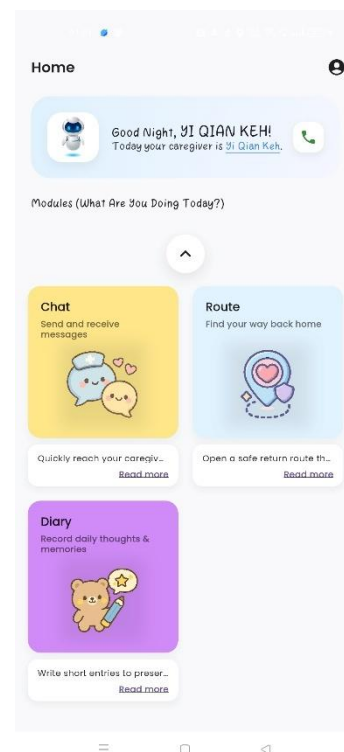 Home
Good Night, YI QIAN KEH!
Today your caregiver is Yi Qian Keh.
Modules (What Are You Doing Today?)
Chat
Send and receive
messages
Route
Find your way back home
Quickly reach your caregiv...
Read more
Open a safe return route th...
Read more
Diary
Record daily thoughts &
memories
Write short entries to preser...
Read more